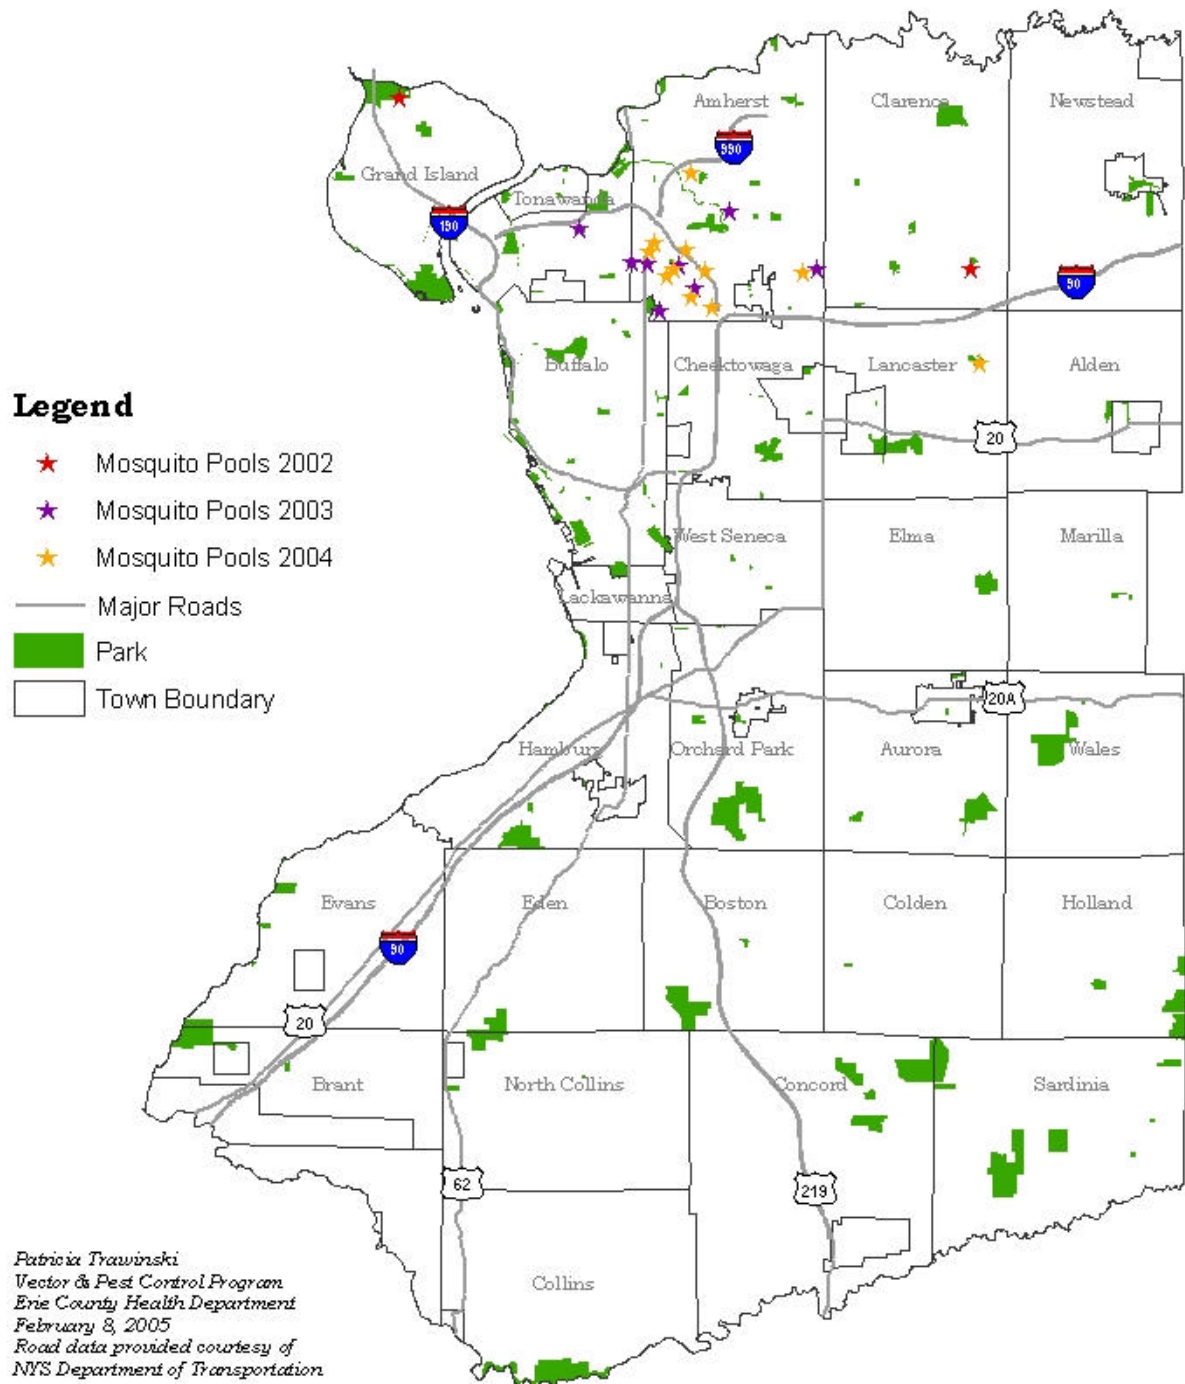 Amherst
Clarence
Newstead
990
Grand Island
Tonawanda
190
90
Buffalo
Cheektowaga
Lancaster
Alden
Legend
20
Mosquito Pools 2002
Mosquito Pools 2003
West Seneca
Elma
Marilla
Mosquito Pools 2004
Lackawanna
Major Roads
Park
Town Boundary
20A
Hamburg
Orchard Park
Aurora
Wales
Evans
Eden
Boston
Colden
Holland
90
20
Brant
North Collins
Concord
Sardinia
62
219
Patricia Trawinski
Vector & Pest Control Program
Erie County Health Department
February 8, 2005
Road data provided courtesy of
NYS Department of Transportation
Collins